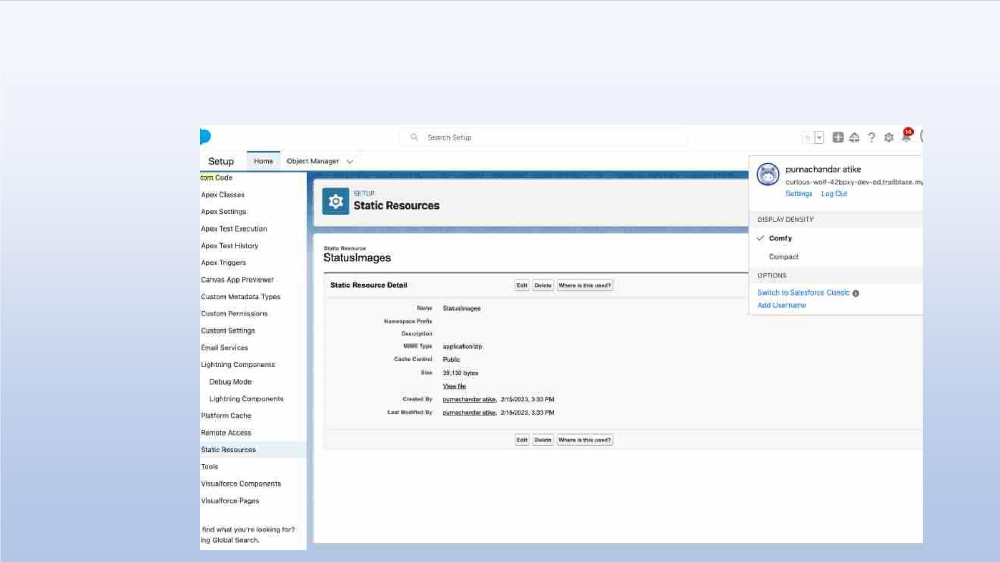 Search Setup
14
Setup
Home
Object Manager
tom Code
Apex Classes
Apex Settings
Apex Test Execution
Apex Test History
Apex Triggers
Canvas App Previewer
Custom Metadata Types
Custom Permissions
Custom Settings
Email Services
Lightning Components
Debug Mode
Lightning Components
Platform Cache
Remote Access
Static Resources
Tools
Visualforce Components
Visualforce Pages
find what you're looking for?
ing Global Search.
SETUP
Static Resources
Static Resource
StatusImages
Static Resource Detail
Edit Delete Where is this used?
Name StatusImages
Namespace Prefix
Description
MIME Type application/zip
Cache Control Public
Size 39,130 bytes
View file
Created By purnachandar atike, 2/15/2023, 3:33 PM
Last Modified By purnachandar atike, 2/15/2023, 3:33 PM
Edit Delete Where is this used?
purnachandar atike
curious-wolf-42bpxy-dev-ed.trailblaze.my
Settings Log Out
DISPLAY DENSITY
Comfy
Compact
OPTIONS
Switch to Salesforce Classic
Add Username